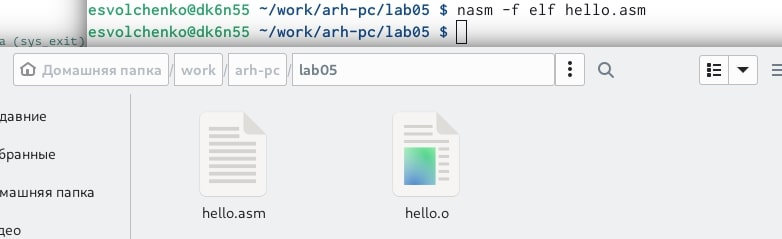 esvolchenko@dk6n55 ~/work/arh-pc/lab05 $ nasm -f elf hello.asm
esvolchenko@dk6n55 ~/work/arh-pc/lab05 $
а (sys_exit)
Домашняя папка / work / arh-pc / lab05
давние
бранные
машняя папка
део
hello.asm
hello.o